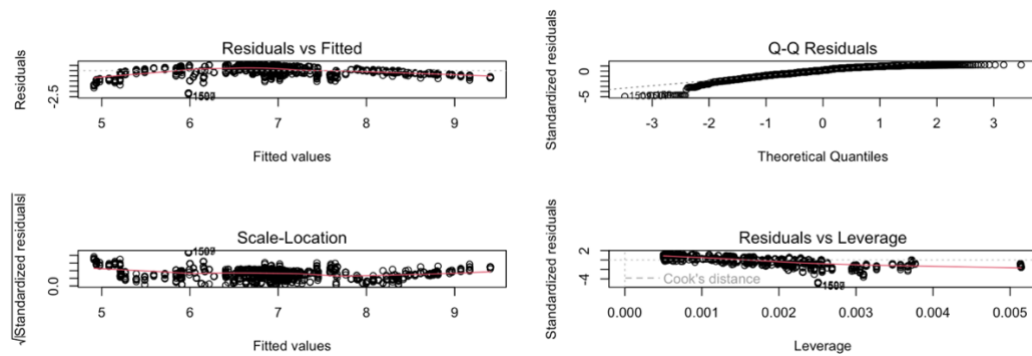 Residuals vs Fitted
Residuals
-2.5
1509
5 6 7 8 9
Fitted values
Q-Q Residuals
Standardized residuals
0
-5
-3 -2 -1 0 1 2 3
Theoretical Quantiles
Scale-Location
√|Standardized residuals|
0.0
5 6 7 8 9
Fitted values
Residuals vs Leverage
Standardized residuals
2
-4
Cook's distance
0.000 0.001 0.002 0.003 0.004 0.005
Leverage